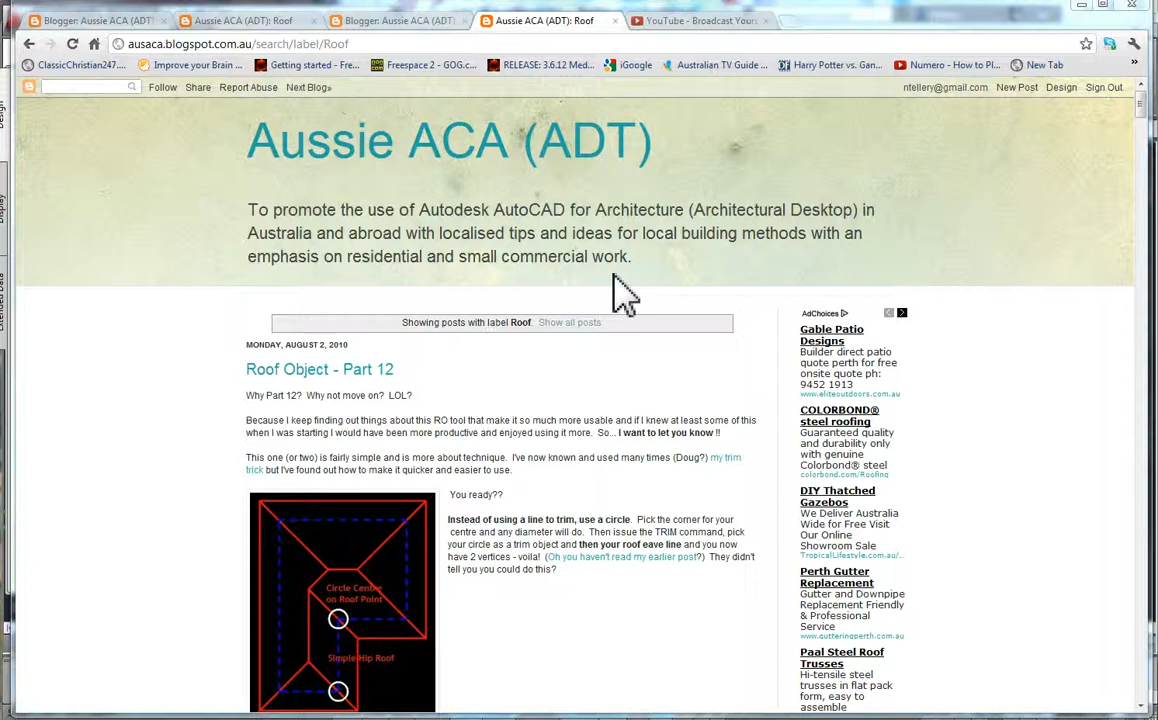 Blogger: Aussie ACA (ADT)
Aussie ACA (ADT): Roof
Blogger: Aussie ACA (ADT)
Aussie ACA (ADT): Roof
YouTube - Broadcast Yours
ausaca.blogspot.com.au/search/label/Roof
ClassicChristian247....
Improve your Brain ...
Getting started - Fre...
Freespace 2 - GOG.c...
RELEASE: 3.6.12 Med...
iGoogle
Australian TV Guide ...
Harry Potter vs. Gan...
Numero - How to Pl...
New Tab
»
Follow Share Report Abuse Next Blog»
ntellery@gmail.com New Post Design Sign Out
Aussie ACA (ADT)
To promote the use of Autodesk AutoCAD for Architecture (Architectural Desktop) in
Australia and abroad with localised tips and ideas for local building methods with an
emphasis on residential and small commercial work.
Showing posts with label Roof. Show all posts
MONDAY, AUGUST 2, 2010
Roof Object - Part 12
Why Part 12? Why not move on? LOL?
Because I keep finding out things about this RO tool that make it so much more usable and if I knew at least some of this
when I was starting I would have been more productive and enjoyed using it more. So... I want to let you know !!
This one (or two) is fairly simple and is more about technique. I've now known and used many times (Doug?) my trim
trick but I've found out how to make it quicker and easier to use.
You ready??
Instead of using a line to trim, use a circle. Pick the corner for your
centre and any diameter will do. Then issue the TRIM command, pick
your circle as a trim object and then your roof eave line and you now
have 2 vertices - voila! (Oh you haven't read my earlier post?) They didn't
tell you you could do this?
Circle Centre
on Roof Point
Simple Hip Roof
AdChoices
Gable Patio
Designs
Builder direct patio
quote perth for free
onsite quote ph:
9452 1913
www.eliteoutdoors.com.au
COLORBOND®
steel roofing
Guaranteed quality
and durability only
with genuine
Colorbond® steel
colorbond.com/Roofing
DIY Thatched
Gazebos
We Deliver Australia
Wide for Free Visit
Our Online
Showroom Sale
TropicalLifestyle.com.au/...
Perth Gutter
Replacement
Gutter and Downpipe
Replacement Friendly
& Professional
Service
www.gutteringperth.com.au
Paal Steel Roof
Trusses
Hi-tensile steel
trusses in flat pack
form, easy to
assemble
Design
Display
Extended Data